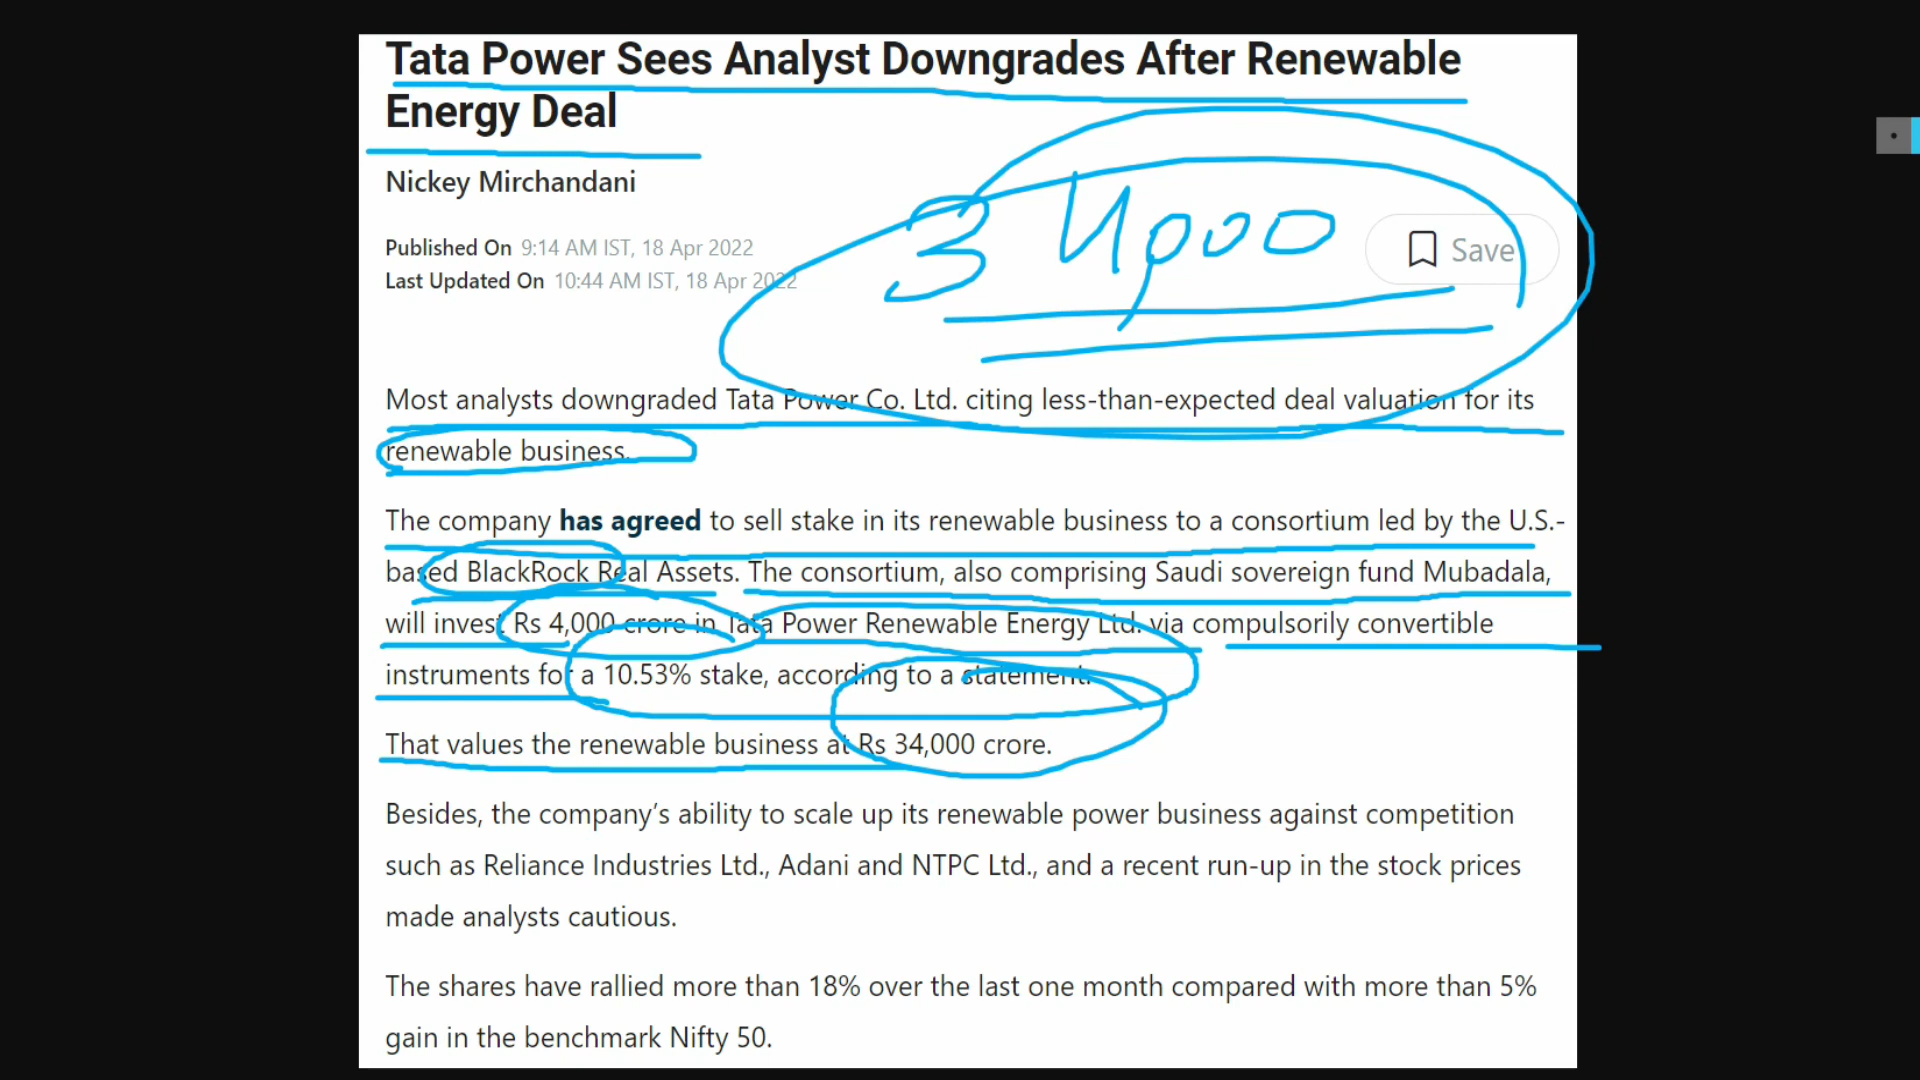 Tata Power Sees Analyst Downgrades After Renewable
Energy Deal
Nickey Mirchandani
34,000
Published On 9:14 AM IST, 18 Apr 2022
Save
Last Updated On 10:44 AM IST, 18 Apr 2022
Most analysts downgraded Tata Power Co. Ltd. citing less-than-expected deal valuation for its
renewable business.
The company has agreed to sell stake in its renewable business to a consortium led by the U.S.-
based BlackRock Real Assets. The consortium, also comprising Saudi sovereign fund Mubadala,
will invest Rs 4,000 crore in Tata Power Renewable Energy Ltd. via compulsorily convertible
instruments for a 10.53% stake, according to a statement.
That values the renewable business at Rs 34,000 crore.
Besides, the company’s ability to scale up its renewable power business against competition
such as Reliance Industries Ltd., Adani and NTPC Ltd., and a recent run-up in the stock prices
made analysts cautious.
The shares have rallied more than 18% over the last one month compared with more than 5%
gain in the benchmark Nifty 50.